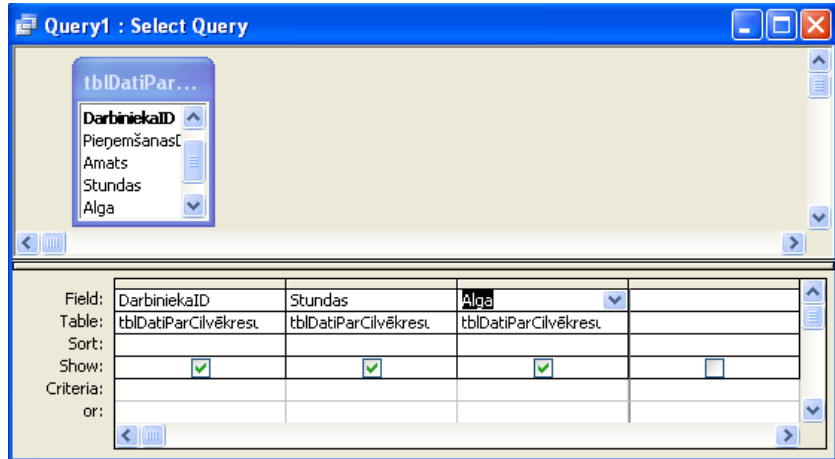 Query1 : Select Query
tblDatiPar...
DarbiniekaID
PieņemšanasD
Amats
Stundas
Alga
Field: DarbiniekaID Stundas Alga
Table: tblDatiParCilvēkresu tblDatiParCilvēkresu tblDatiParCilvēkresu
Sort:
Show:
Criteria:
or: